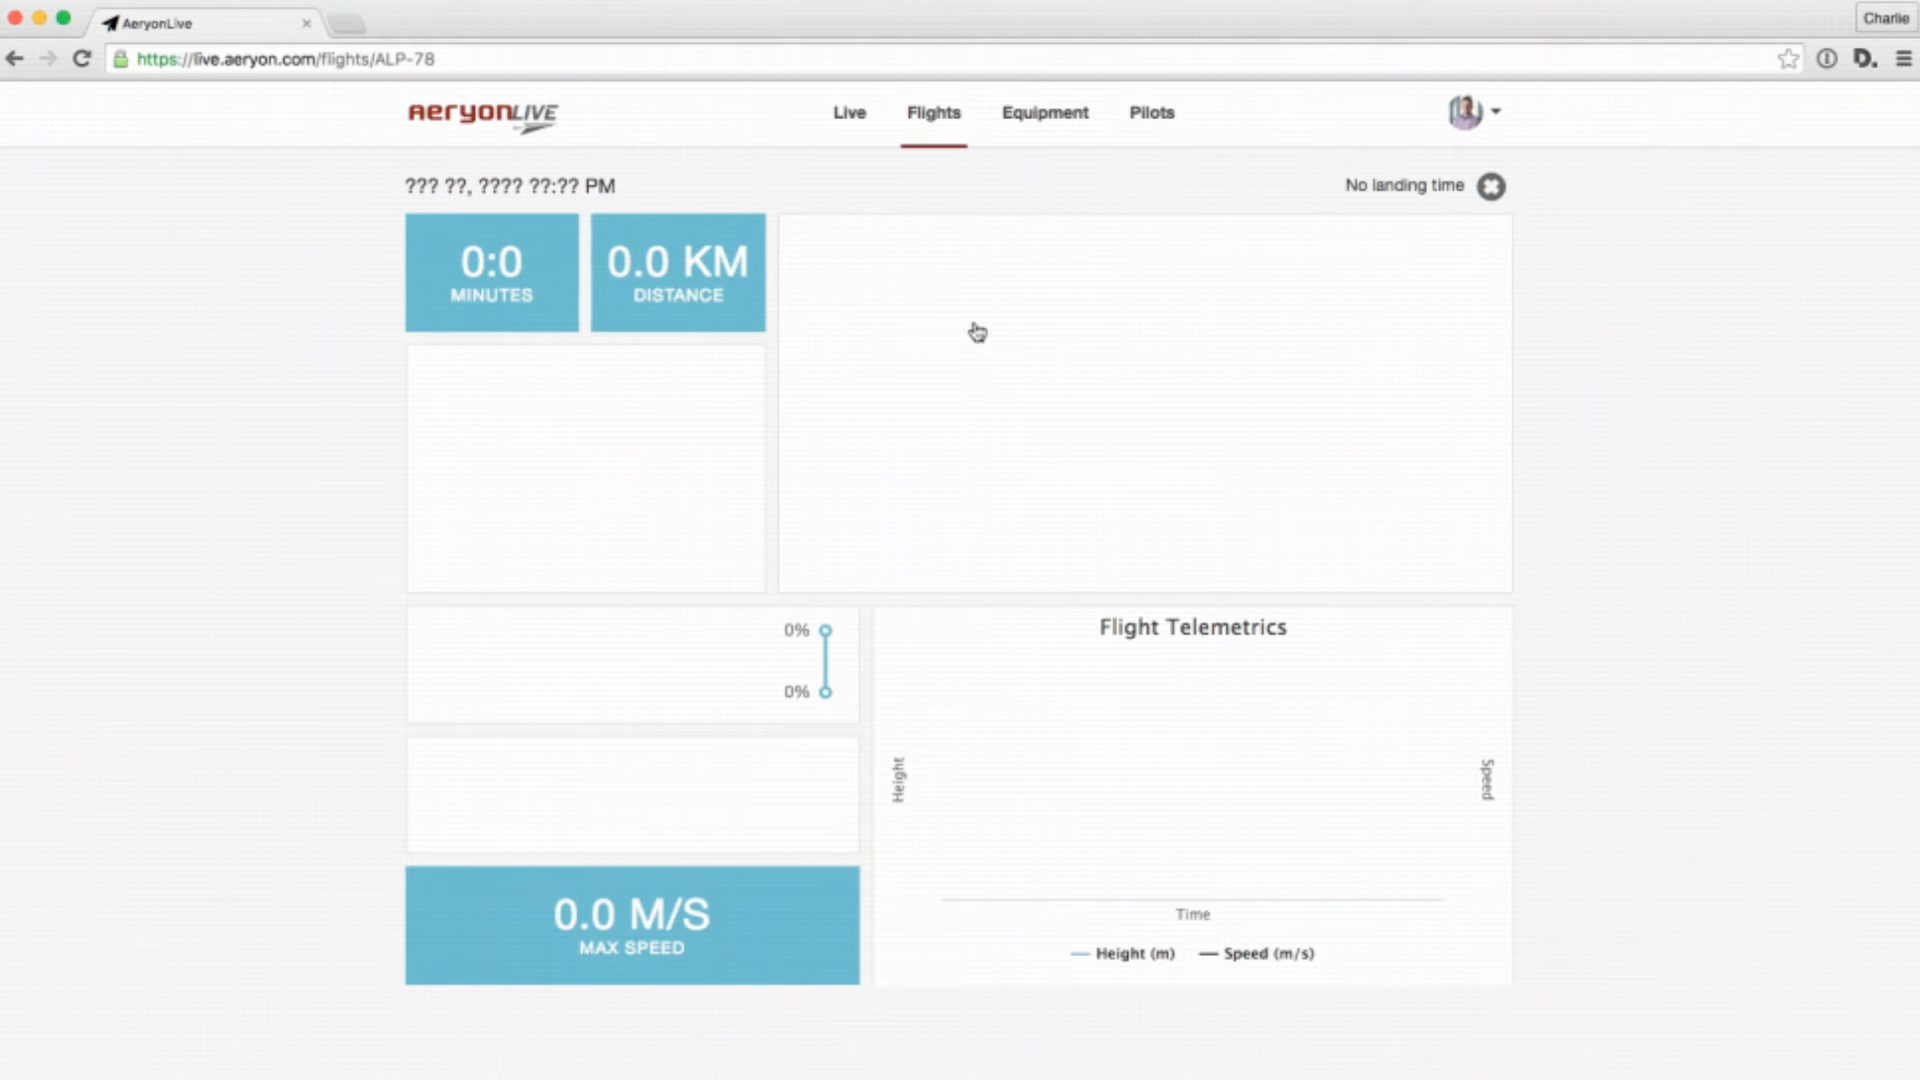 AeryonLive
Charlie
https://live.aeryon.com/flights/ALP-78
D.
aeryonLIVE
Live
Flights
Equipment
Pilots
??? ??, ???? ??:?? PM
No landing time
0:0
MINUTES
0.0 KM
DISTANCE
0%
0%
0.0 M/S
MAX SPEED
Flight Telemetrics
Height
Speed
Time
Height (m)
Speed (m/s)